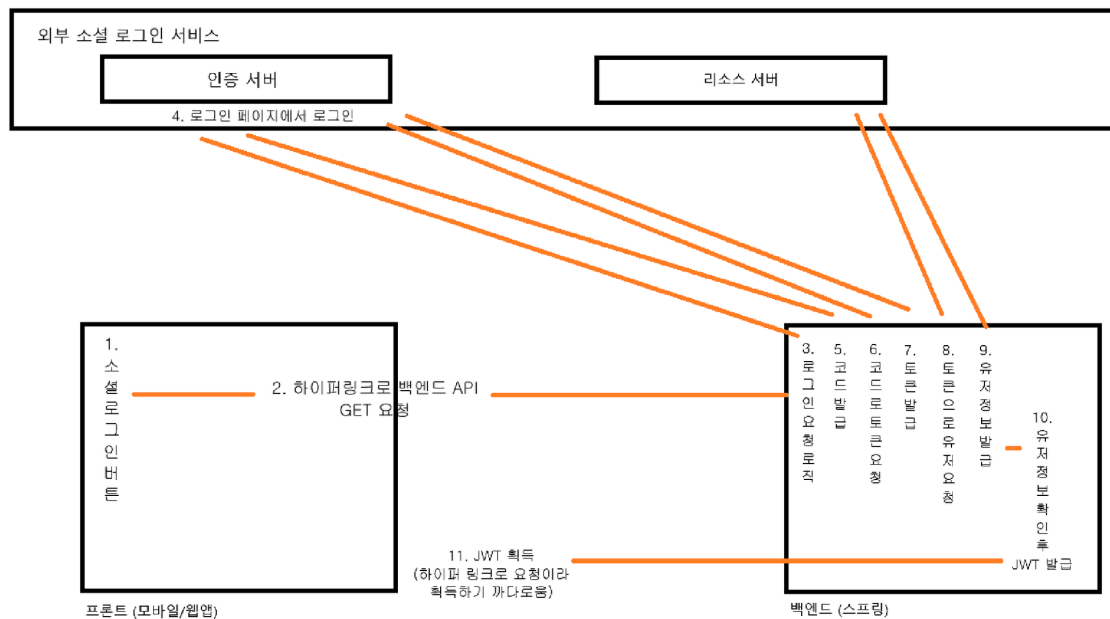 외부 소셜 로그인 서비스
인증 서버
리소스 서버
4. 로그인 페이지에서 로그인
1.
소
셜
로
그
인
버
튼
2. 하이퍼링크로 백엔드 API
GET 요청
3.
로
그
인
요
청
로
직
5.
코
드
발
급
6.
코
드
로
토
큰
요
청
7.
토
큰
발
급
8.
토
큰
으
로
유
저
요
청
9.
유
저
정
보
발
급
10.
유
저
정
보
확
인
후
JWT 발급
11. JWT 획득
(하이퍼 링크로 요청이라
획득하기 까다로움)
프론트 (모바일/웹앱)
백엔드 (스프링)